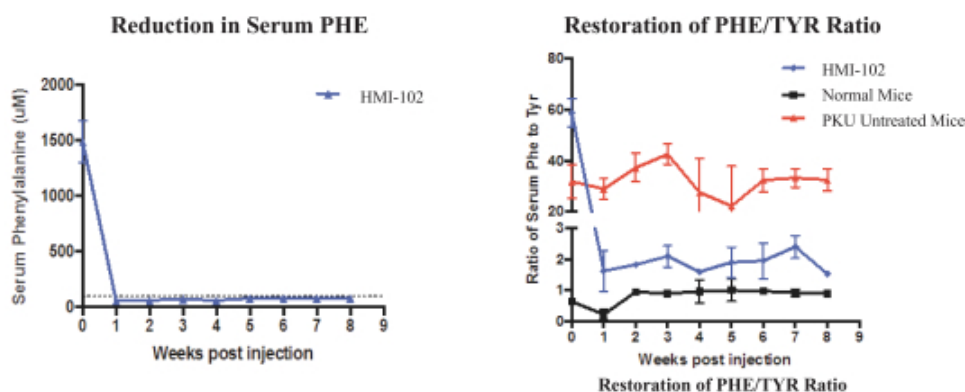 Reduction in Serum PHE
Serum Phenylalanine (uM)
2000
1500
1000
500
0
HMI-102
0 1 2 3 4 5 6 7 8 9
Weeks post injection
Restoration of PHE/TYR Ratio
Ratio of Serum Phe to Tyr
80
60
40
20
3
2
1
0
HMI-102
Normal Mice
PKU Untreated Mice
0 1 2 3 4 5 6 7 8 9
Weeks post injection
Restoration of PHE/TYR Ratio